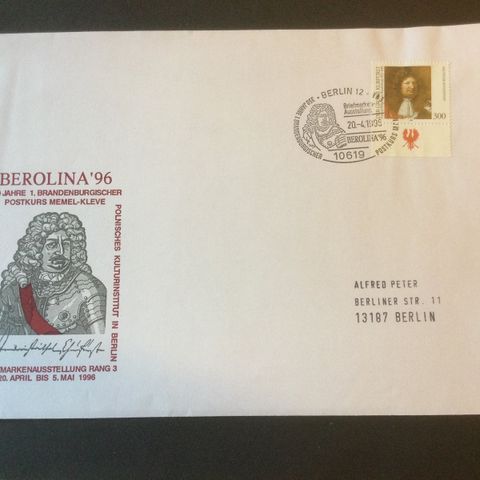 BERLIN 12
Briefmarken
Ausstellung
20.-4.1996
BEROLINA'96
10619
POSTKURS MEMEL
300
BEROLINA'96
JAHRE 1. BRANDENBURGISCHER
POSTKURS MEMEL-KLEVE
POLNISCHES KULTURINSTITUT IN BERLIN
MARKENAUSSTELLUNG RANG 3
20. APRIL BIS 5. MAI 1996
ALFRED PETER
BERLINER STR. 11
13187 BERLIN